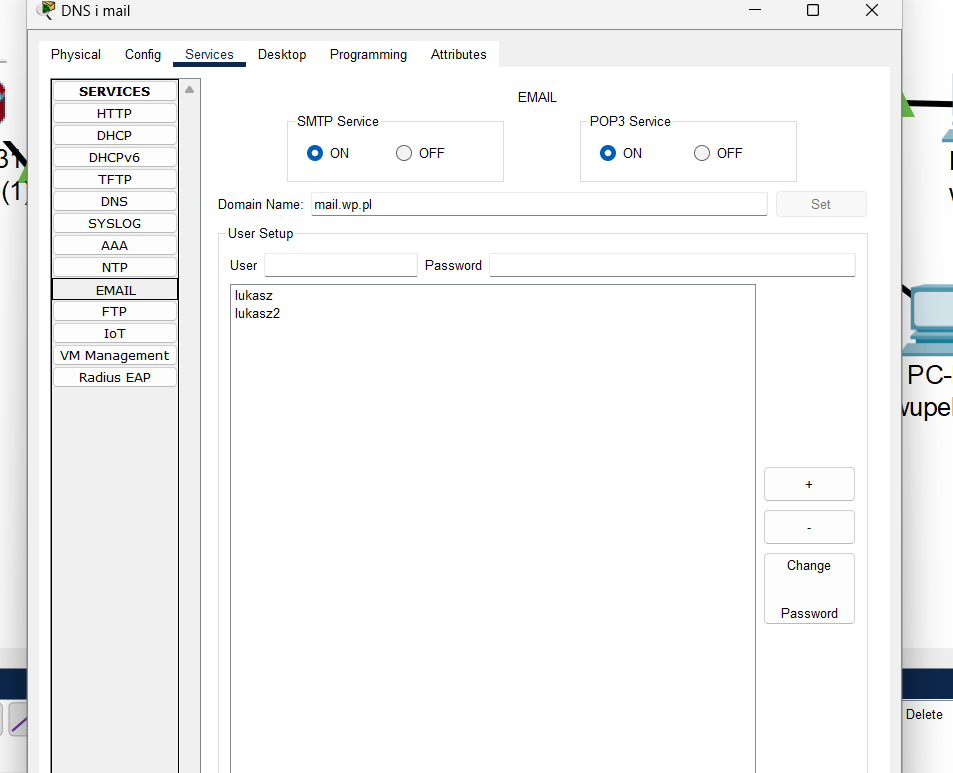 DNS i mail
Physical Config Services Desktop Programming Attributes
SERVICES
HTTP
DHCP
DHCPv6
TFTP
DNS
SYSLOG
AAA
NTP
EMAIL
FTP
IoT
VM Management
Radius EAP
EMAIL
SMTP Service
ON OFF
POP3 Service
ON OFF
Domain Name: mail.wp.pl Set
User Setup
User Password
lukasz
lukasz2
+
-
Change
Password
(1)
PC-
Delete